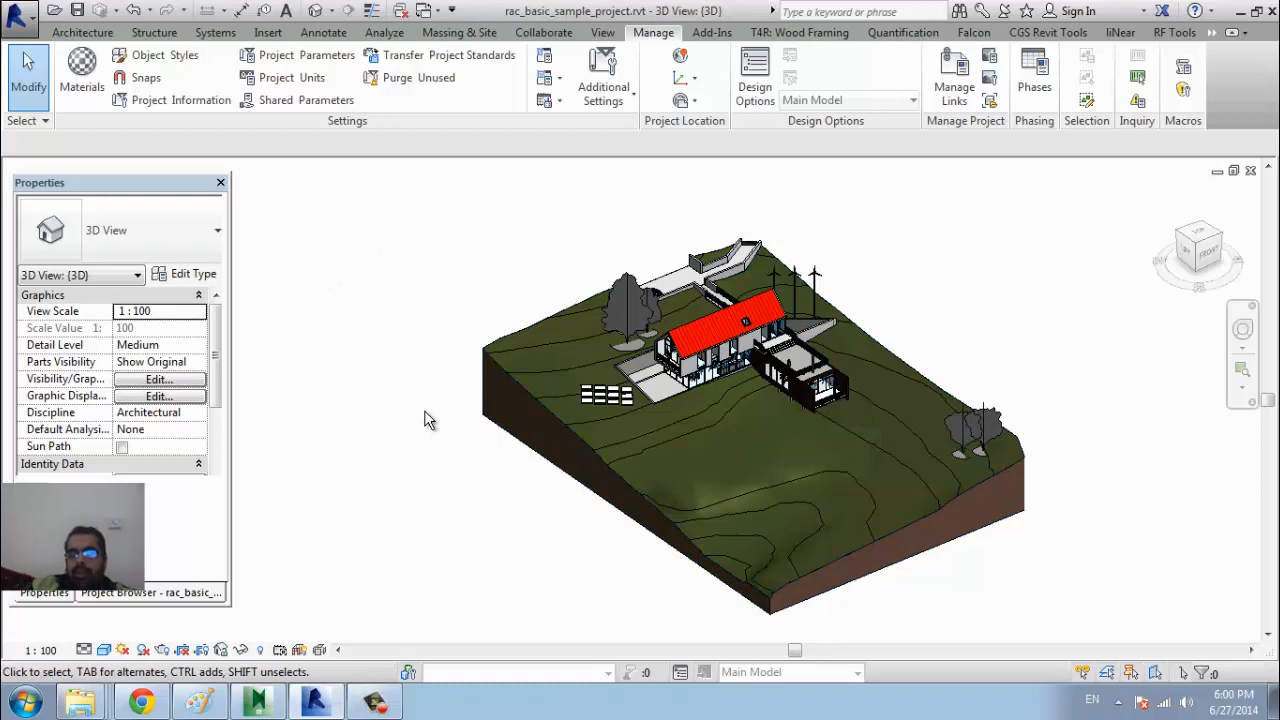 rac_basic_sample_project.rvt - 3D View: {3D}
Type a keyword or phrase
Sign In
Architecture Structure Systems Insert Annotate Analyze Massing & Site Collaborate View Manage Add-Ins T4R: Wood Framing Quantification Falcon CGS Revit Tools liNear RF Tools
Modify
Materials
Object Styles
Snaps
Project Information
Project Parameters
Project Units
Shared Parameters
Transfer Project Standards
Purge Unused
Additional Settings
Design Options
Main Model
Manage Links
Phases
Select
Settings
Project Location
Design Options
Manage Project
Phasing
Selection
Inquiry
Macros
Properties
3D View
3D View: {3D}
Edit Type
Graphics
View Scale 1 : 100
Scale Value 1: 100
Detail Level Medium
Parts Visibility Show Original
Visibility/Grap... Edit...
Graphic Displa... Edit...
Discipline Architectural
Default Analysi... None
Sun Path
Identity Data
Properties
Project Browser - rac_basic_...
FRONT
1 : 100
Click to select, TAB for alternates, CTRL adds, SHIFT unselects.
:0
Main Model
:0
EN
6:00 PM
6/27/2014